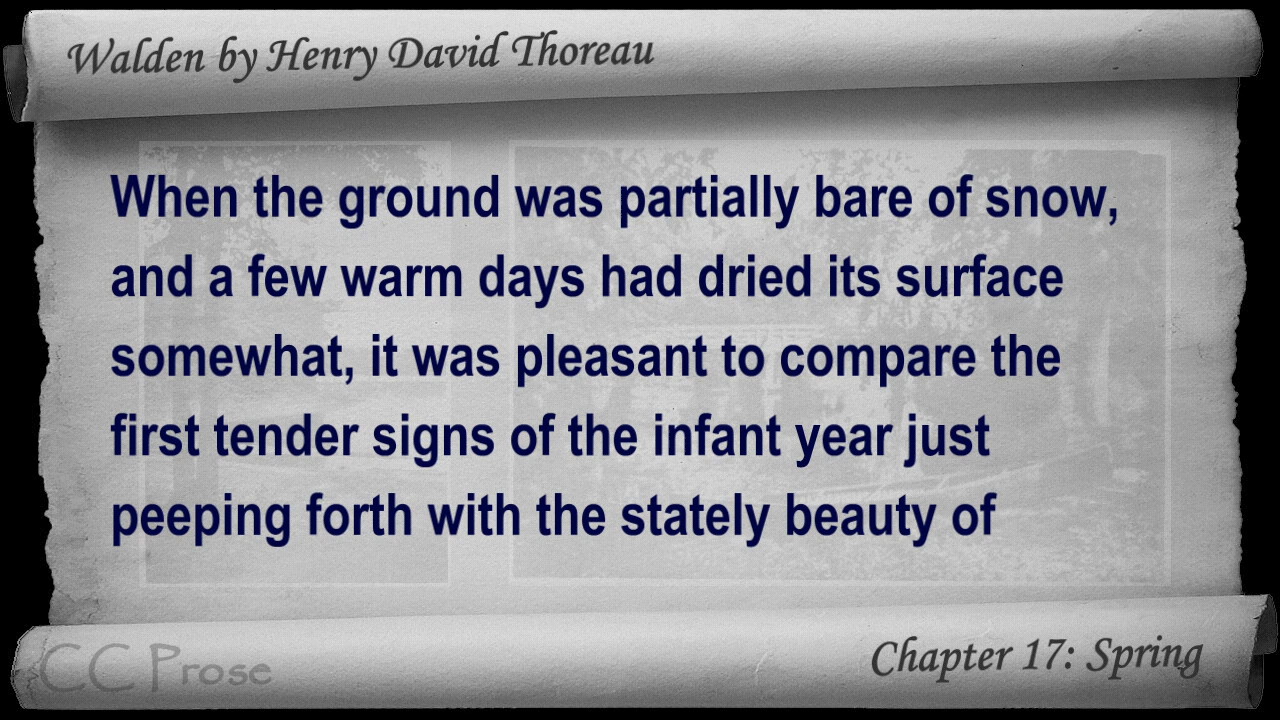 Walden by Henry David Thoreau
When the ground was partially bare of snow,
and a few warm days had dried its surface
somewhat, it was pleasant to compare the
first tender signs of the infant year just
peeping forth with the stately beauty of
Chapter 17: Spring
CC Prose